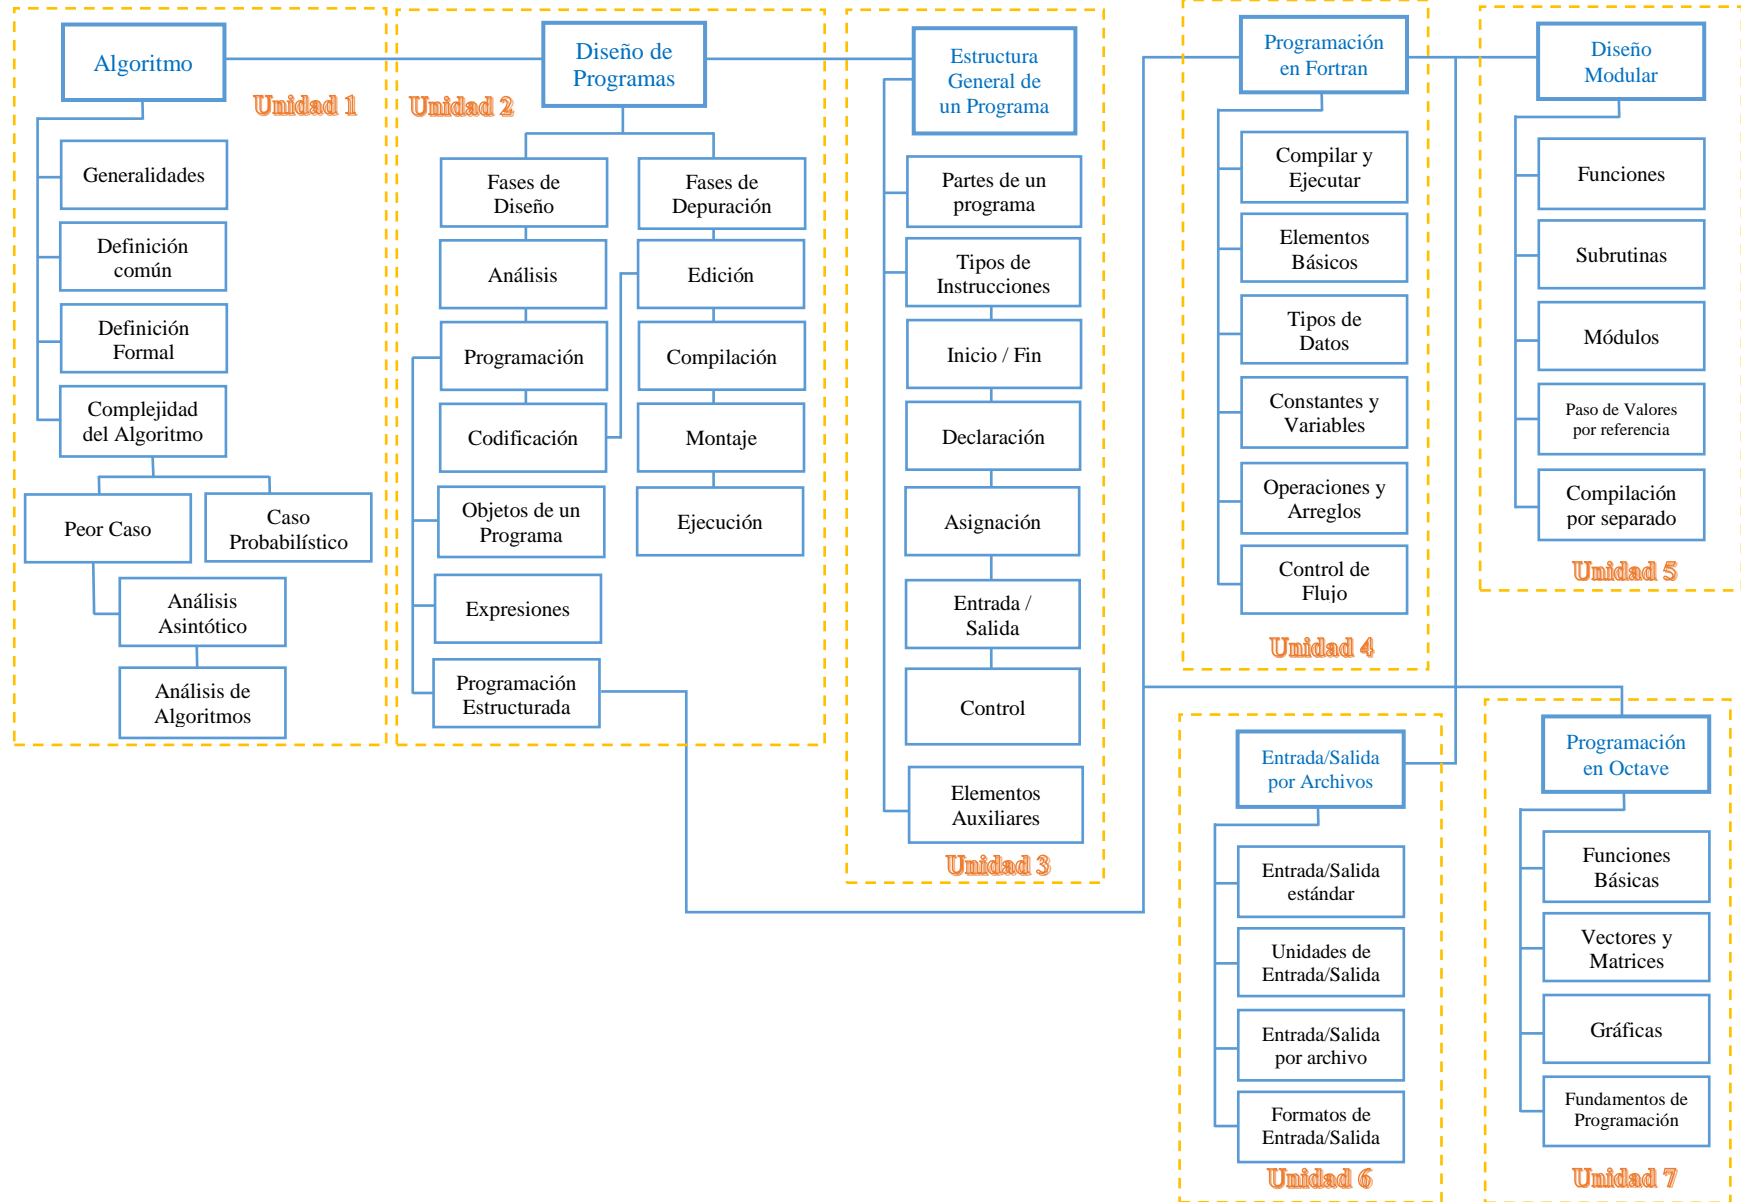 Algoritmo
Unidad 1
Generalidades
Definición
común
Definición
Formal
Complejidad
del Algoritmo
Peor Caso
Caso
Probabilístico
Análisis
Asintótico
Análisis de
Algoritmos
Diseño de
Programas
Unidad 2
Fases de
Diseño
Fases de
Depuración
Análisis
Edición
Programación
Compilación
Codificación
Montaje
Objetos de un
Programa
Ejecución
Expresiones
Programación
Estructurada
Estructura
General de
un Programa
Partes de un
programa
Tipos de
Instrucciones
Inicio / Fin
Declaración
Asignación
Entrada /
Salida
Control
Elementos
Auxiliares
Unidad 3
Programación
en Fortran
Compilar y
Ejecutar
Elementos
Básicos
Tipos de
Datos
Constantes y
Variables
Operaciones y
Arreglos
Control de
Flujo
Unidad 4
Diseño
Modular
Funciones
Subrutinas
Módulos
Paso de Valores
por referencia
Compilación
por separado
Unidad 5
Entrada/Salida
por Archivos
Entrada/Salida
estándar
Unidades de
Entrada/Salida
Entrada/Salida
por archivo
Formatos de
Entrada/Salida
Unidad 6
Programación
en Octave
Funciones
Básicas
Vectores y
Matrices
Gráficas
Fundamentos de
Programación
Unidad 7